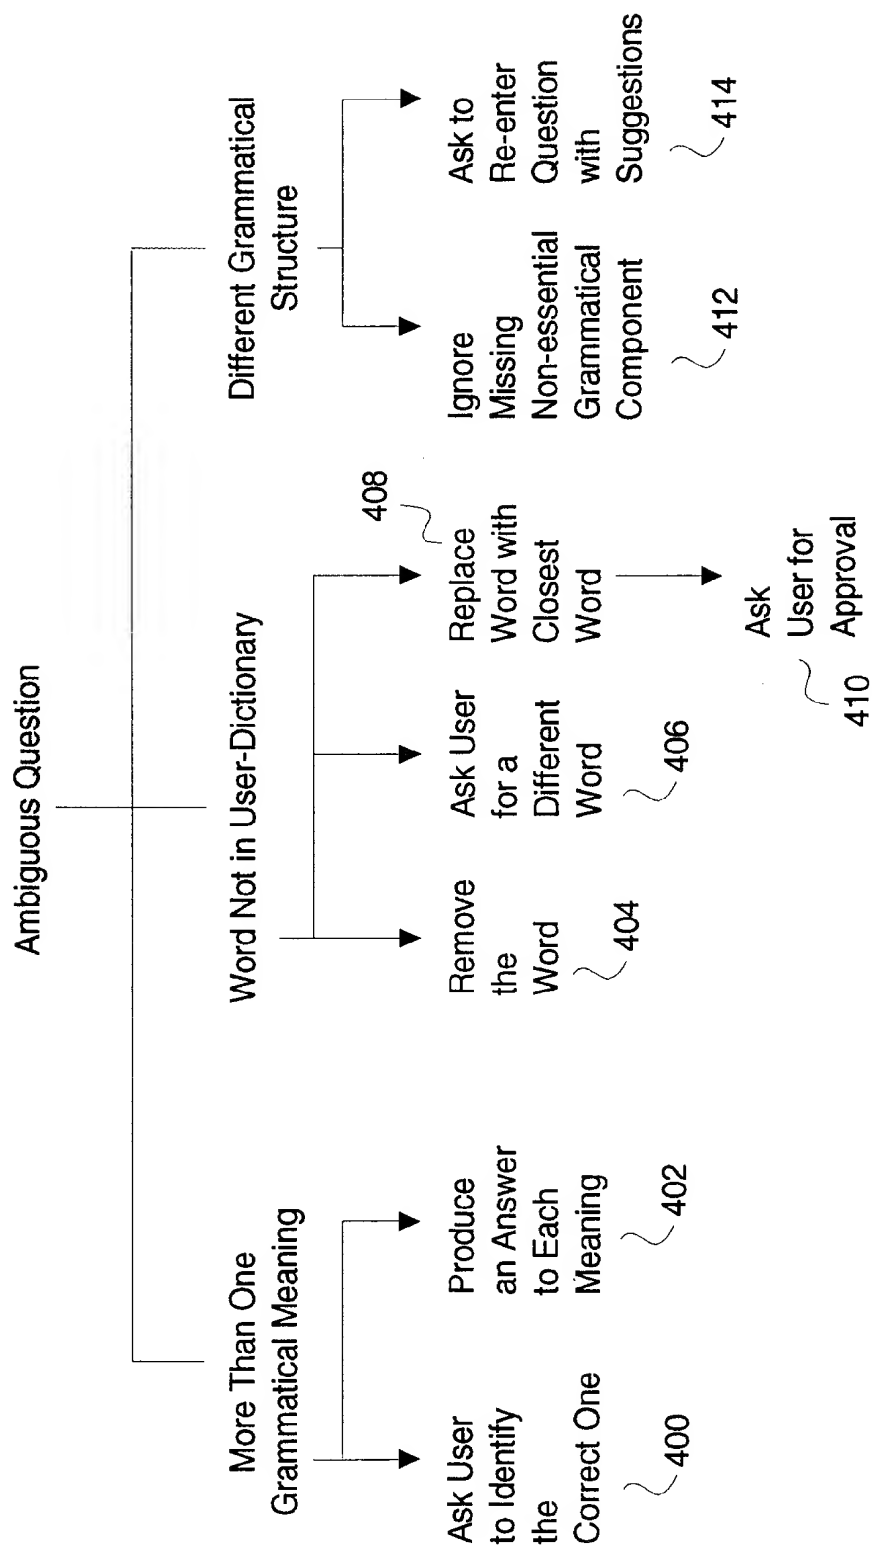 Ambiguous Question
More Than One
Grammatical Meaning
Word Not in User-Dictionary
Different Grammatical
Structure
Ask User
to Identify
the
Correct One
400
Produce
an Answer
to Each
Meaning
402
Remove
the
Word
404
Ask User
for a
Different
Word
406
408
Replace
Word with
Closest
Word
Ask
User for
Approval
410
Ignore
Missing
Non-essential
Grammatical
Component
412
Ask to
Re-enter
Question
with
Suggestions
414